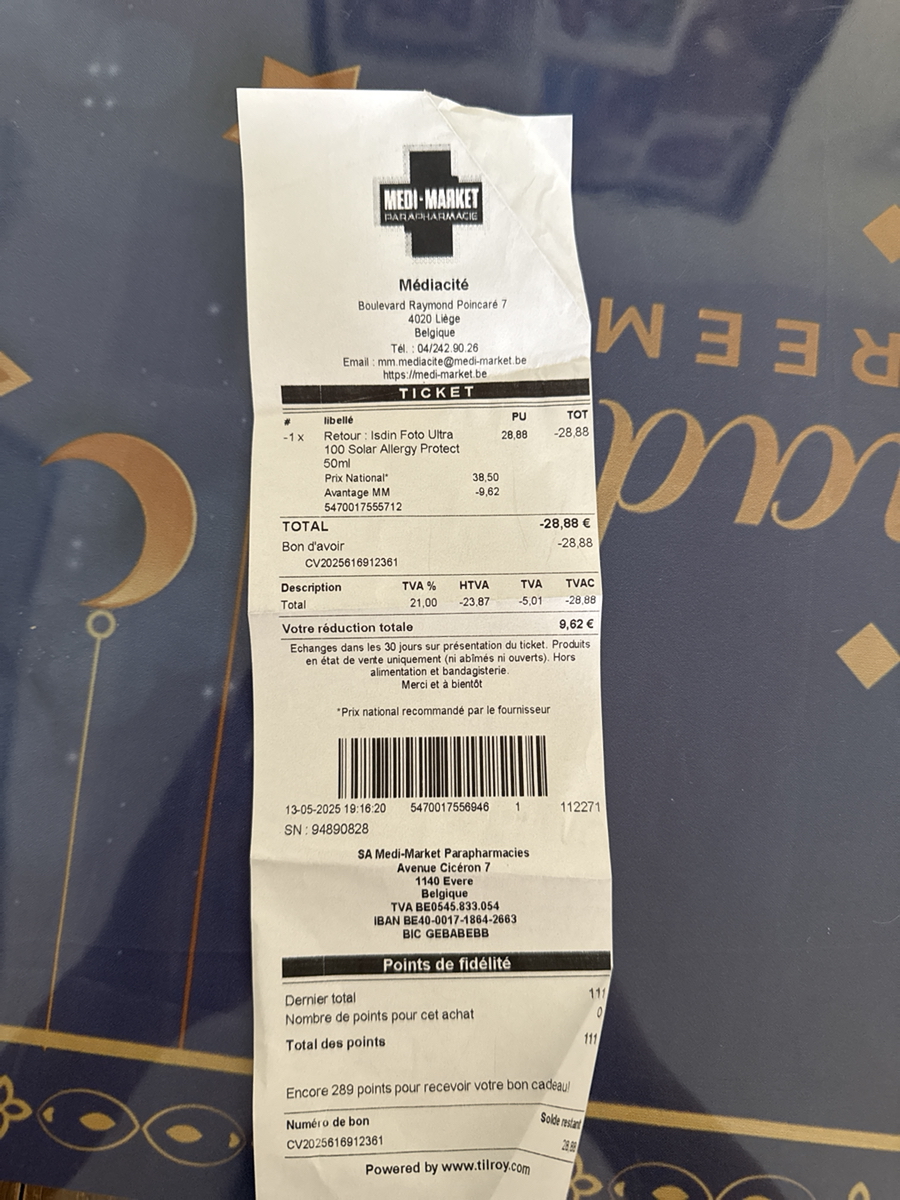 MEDI-MARKET
PARAPHARMACIE
Médiacité
Boulevard Raymond Poincaré 7
4020 Liège
Belgique
Tél. : 04/242.90.26
Email : mm.mediacite@medi-market.be
https://medi-market.be
TICKET
# libellé PU TOT
-1 x Retour : Isdin Foto Ultra 28,88 -28,88
100 Solar Allergy Protect
50ml
Prix National* 38,50
Avantage MM -9,62
5470017555712
TOTAL -28,88 €
Bon d'avoir -28,88
CV2025616912361
Description TVA % HTVA TVA TVAC
Total 21,00 -23,87 -5,01 -28,88
Votre réduction totale 9,62 €
Echanges dans les 30 jours sur présentation du ticket. Produits
en état de vente uniquement (ni abîmés ni ouverts). Hors
alimentation et bandagisterie.
Merci et à bientôt
*Prix national recommandé par le fournisseur
13-05-2025 19:16:20 5470017556946 1 112271
SN : 94890828
SA Medi-Market Parapharmacies
Avenue Cicéron 7
1140 Evere
Belgique
TVA BE0545.833.054
IBAN BE40-0017-1864-2663
BIC GEBABEBB
Points de fidélité
Dernier total 111
Nombre de points pour cet achat 0
Total des points 111
Encore 289 points pour recevoir votre bon cadeau!
Numéro de bon Solde restant
CV2025616912361 28,88
Powered by www.tilroy.com
REEM